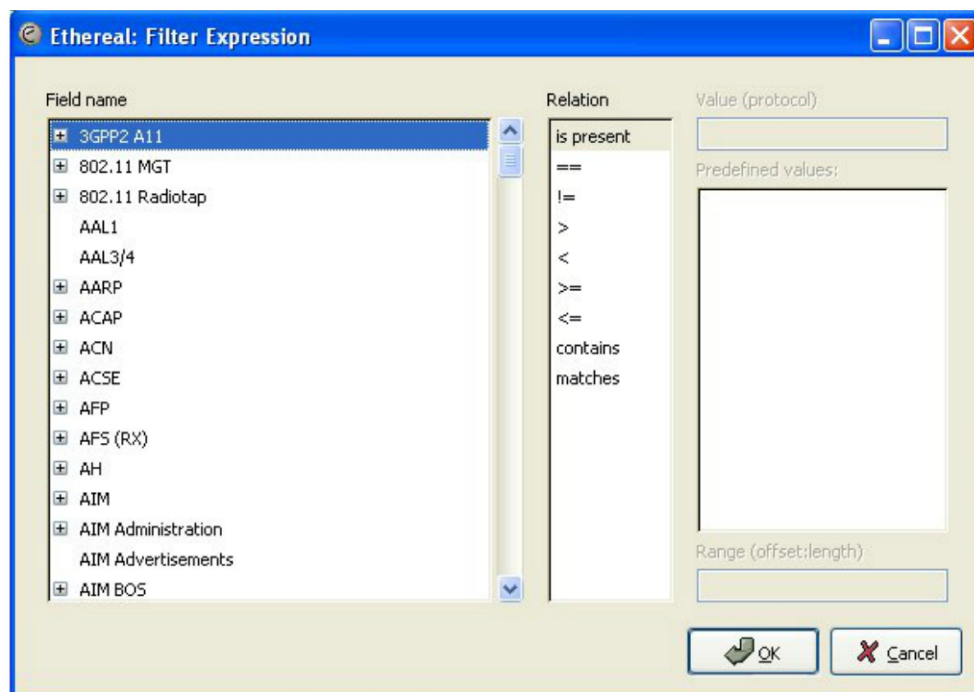 Ethereal: Filter Expression
Field name
3GPP2 A11
802.11 MGT
802.11 Radiotap
AAL1
AAL3/4
AARP
ACAP
ACN
ACSE
AFP
AFS (RX)
AH
AIM
AIM Administration
AIM Advertisements
AIM BOS
Relation
is present
==
!=
>
<
>=
<=
contains
matches
Value (protocol)
Predefined values:
Range (offset:length)
OK
Cancel